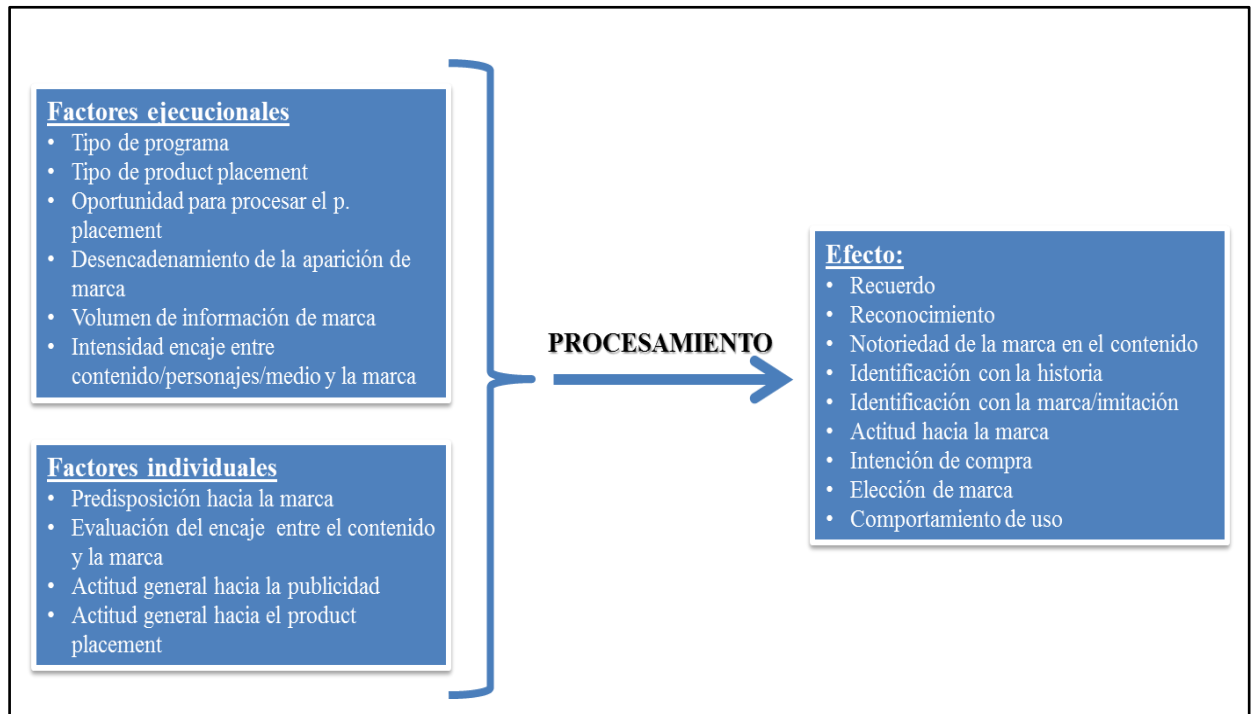 Factores ejecucionales
• Tipo de programa
• Tipo de product placement
• Oportunidad para procesar el p.
placement
• Desencadenamiento de la aparición de
marca
• Volumen de información de marca
• Intensidad encaje entre
contenido/personajes/medio y la marca
Factores individuales
• Predisposición hacia la marca
• Evaluación del encaje entre el contenido
y la marca
• Actitud general hacia la publicidad
• Actitud general hacia el product
placement
PROCESAMIENTO
Efecto:
• Recuerdo
• Reconocimiento
• Notoriedad de la marca en el contenido
• Identificación con la historia
• Identificación con la marca/imitación
• Actitud hacia la marca
• Intención de compra
• Elección de marca
• Comportamiento de uso